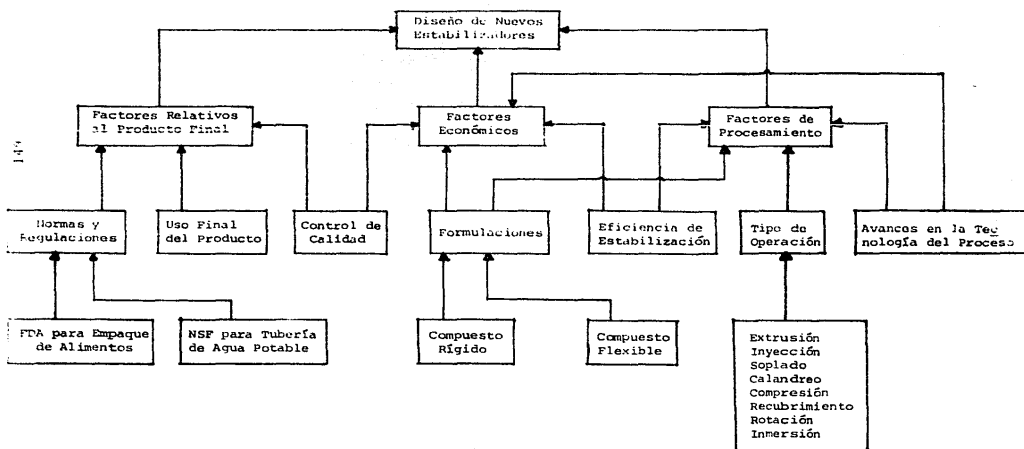 Diseño de Nuevos
Estabilizadores
Factores Relativos
al Producto Final
Factores
Económicos
Factores de
Procesamiento
149
Normas y
Regulaciones
Uso Final
del Producto
Control de
Calidad
Formulaciones
Eficiencia de
Estabilización
Tipo de
Operación
Avances en la Tec
nología del Proceso
FDA para Empaque
de Alimentos
NSF para Tubería
de Agua Potable
Compuesto
Rígido
Compuesto
Flexible
Extrusión
Inyección
Soplado
Calandreo
Compresión
Recubrimiento
Rotación
Inmersión